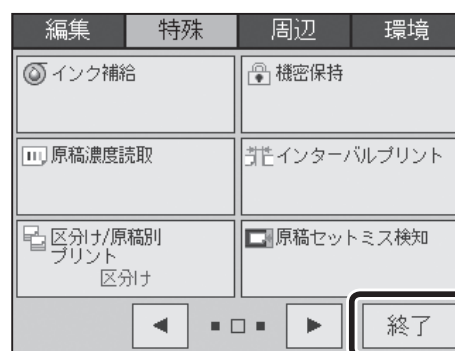 編集 特殊 周辺 環境
インク補給 機密保持
原稿濃度読取 インターバルプリント
区分け/原稿別 原稿セットミス検知
プリント
区分け
終了